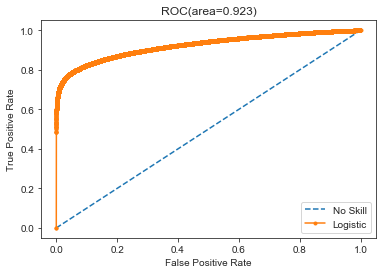 ROC(area=0.923)
True Positive Rate
1.0
0.8
0.6
0.4
0.2
0.0
0.0
0.2
0.4
0.6
0.8
1.0
No Skill
Logistic
False Positive Rate